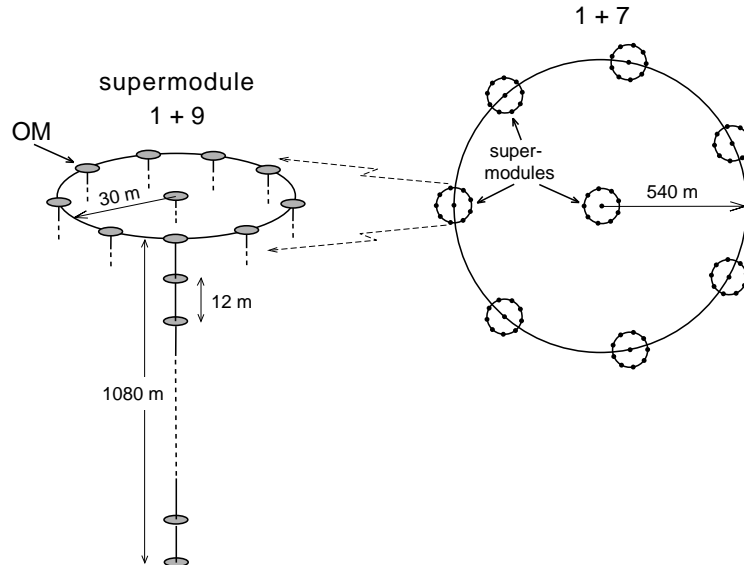 1 + 7
supermodule
1 + 9
OM
super-
modules
30 m
540 m
12 m
1080 m